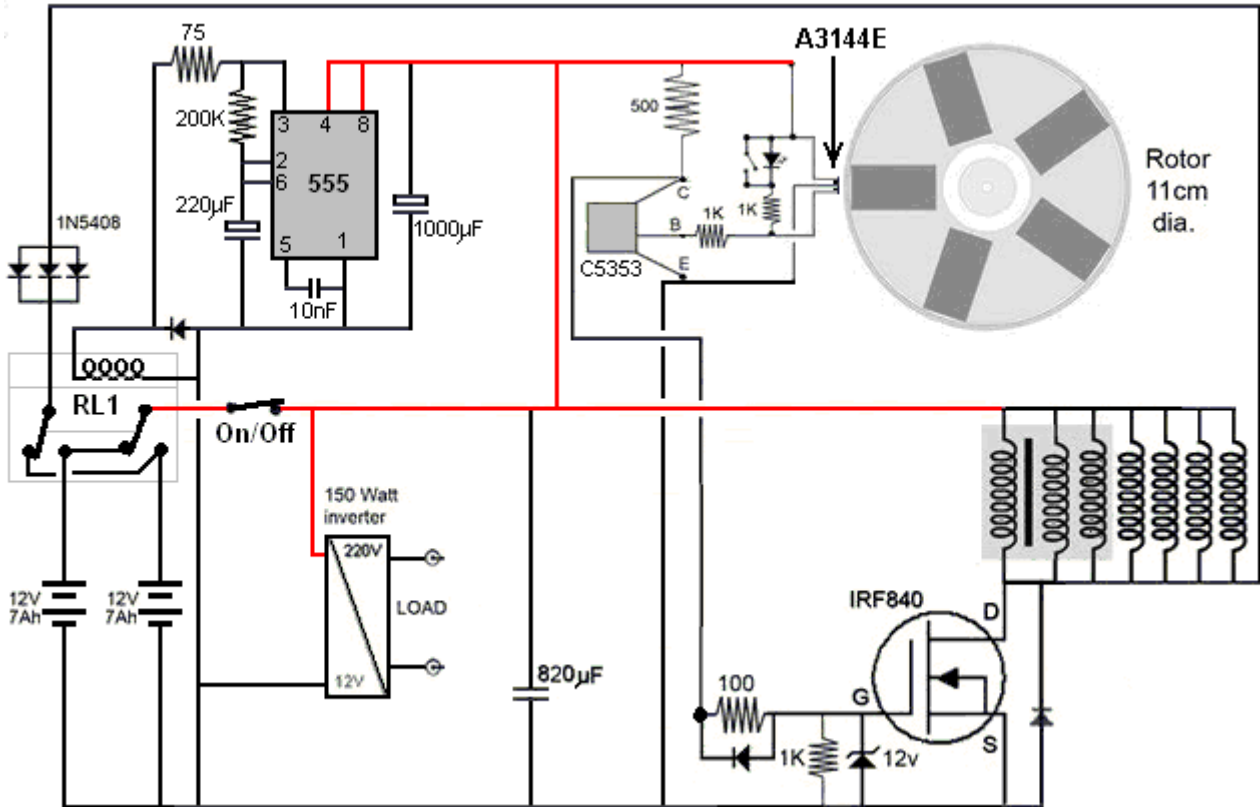 75
A3144E
200K
3
4
8
500
2
6
555
Rotor
11cm
dia.
220µF
1N5408
C
1K
1K
B
1000µF
5
1
E
C5353
10nF
RL1
On/Off
150 Watt
inverter
220V
12V
7Ah
12V
7Ah
LOAD
IRF840
D
12V
820µF
100
G
S
1K
12v